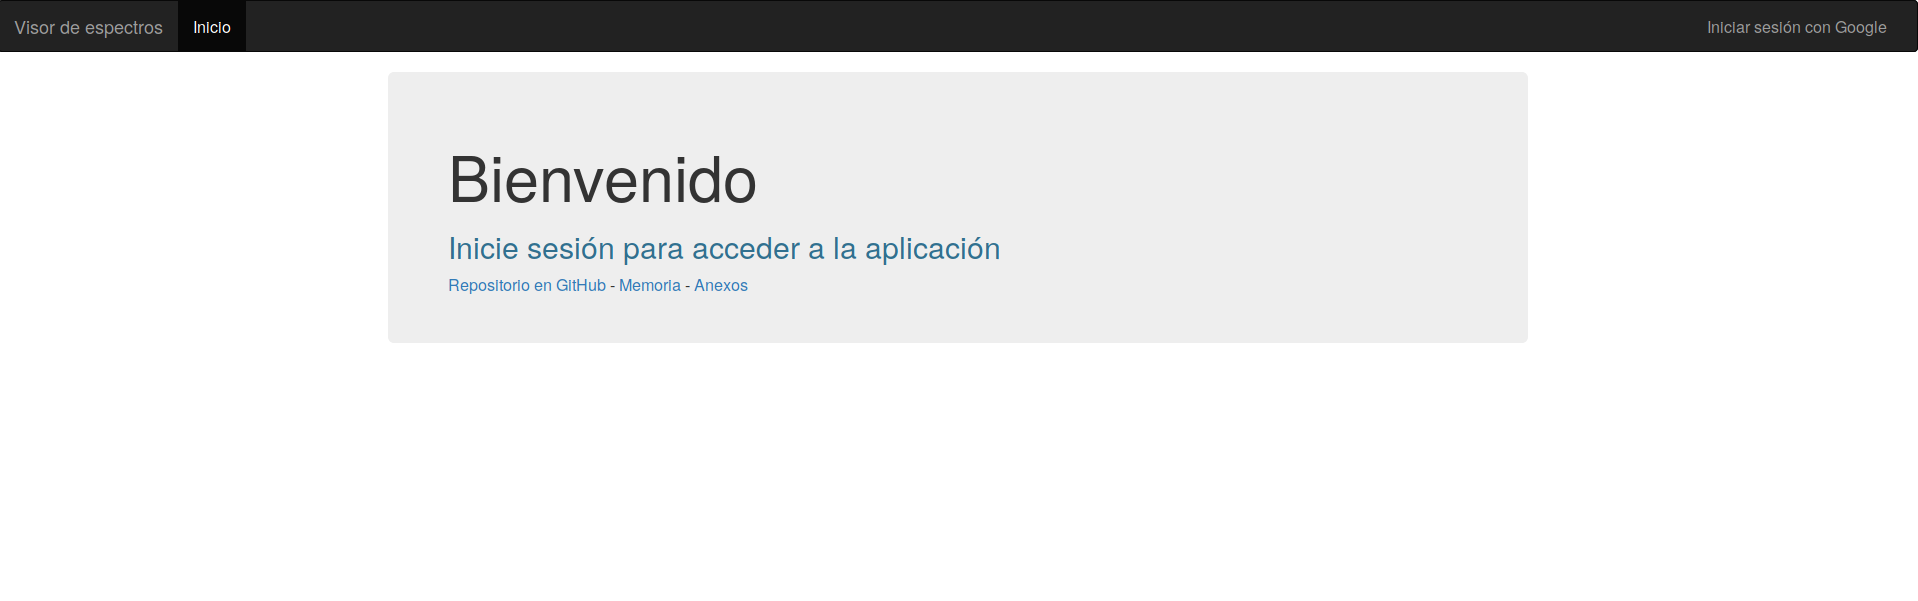 Visor de espectros Inicio Iniciar sesión con Google
Bienvenido
Inicie sesión para acceder a la aplicación
Repositorio en GitHub - Memoria - Anexos